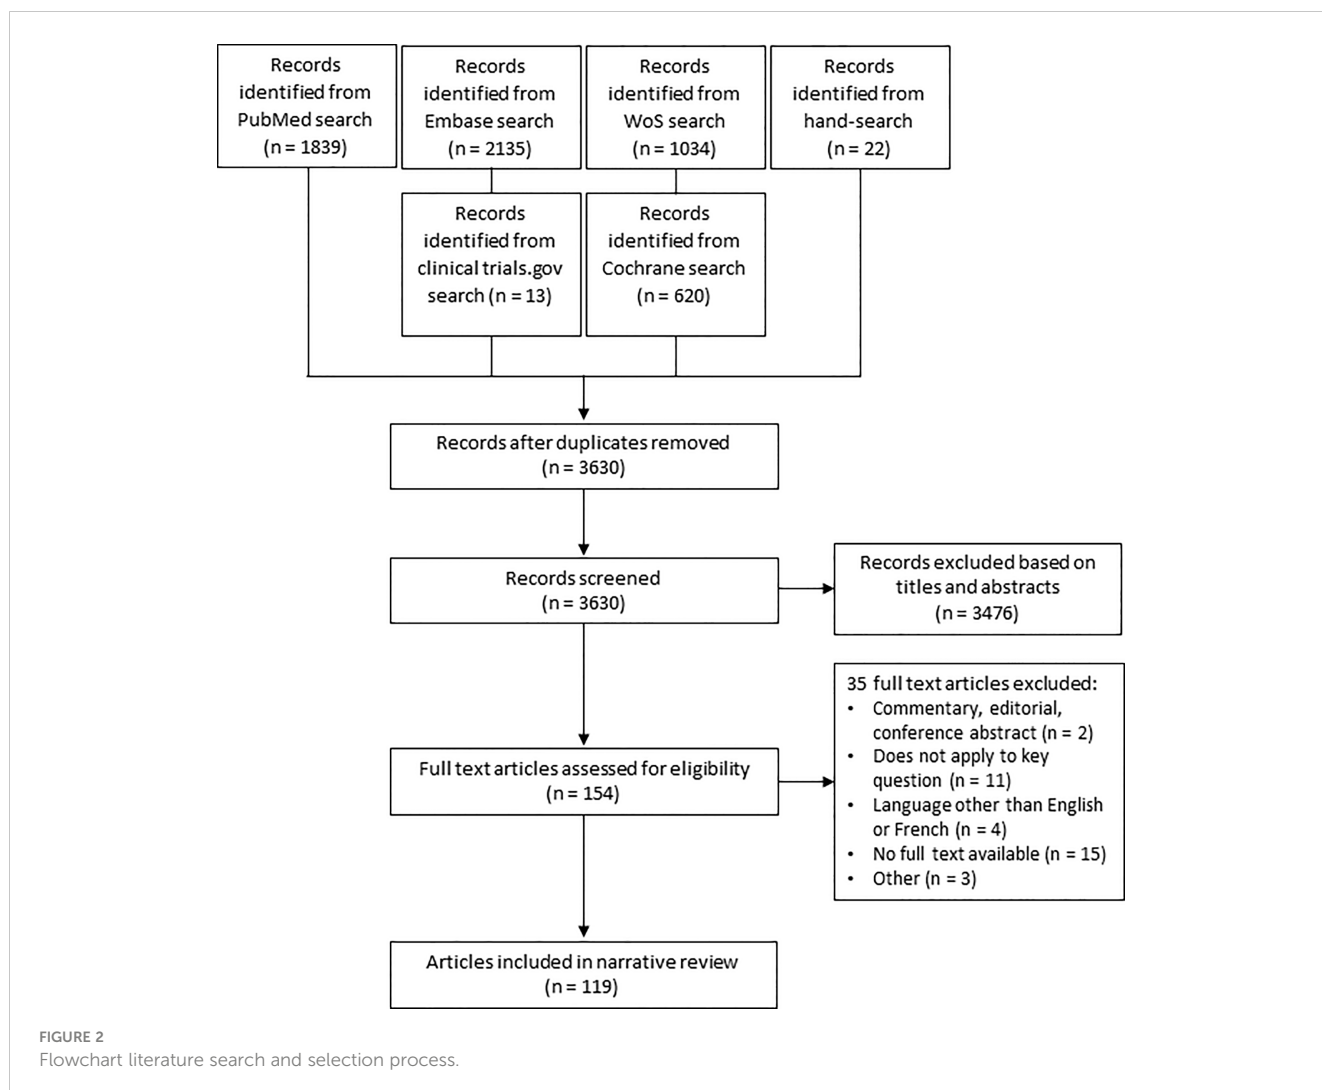 Records
identified from
PubMed search
(n = 1839)
Records
identified from
Embase search
(n = 2135)
Records
identified from
WoS search
(n = 1034)
Records
identified from
hand-search
(n = 22)
Records
identified from
clinical trials.gov
search (n = 13)
Records
identified from
Cochrane search
(n = 620)
Records after duplicates removed
(n = 3630)
Records screened
(n = 3630)
Records excluded based on
titles and abstracts
(n = 3476)
Full text articles assessed for eligibility
(n = 154)
35 full text articles excluded:
• Commentary, editorial,
conference abstract (n = 2)
• Does not apply to key
question (n = 11)
• Language other than English
or French (n = 4)
• No full text available (n = 15)
• Other (n = 3)
Articles included in narrative review
(n = 119)
FIGURE 2
Flowchart literature search and selection process.